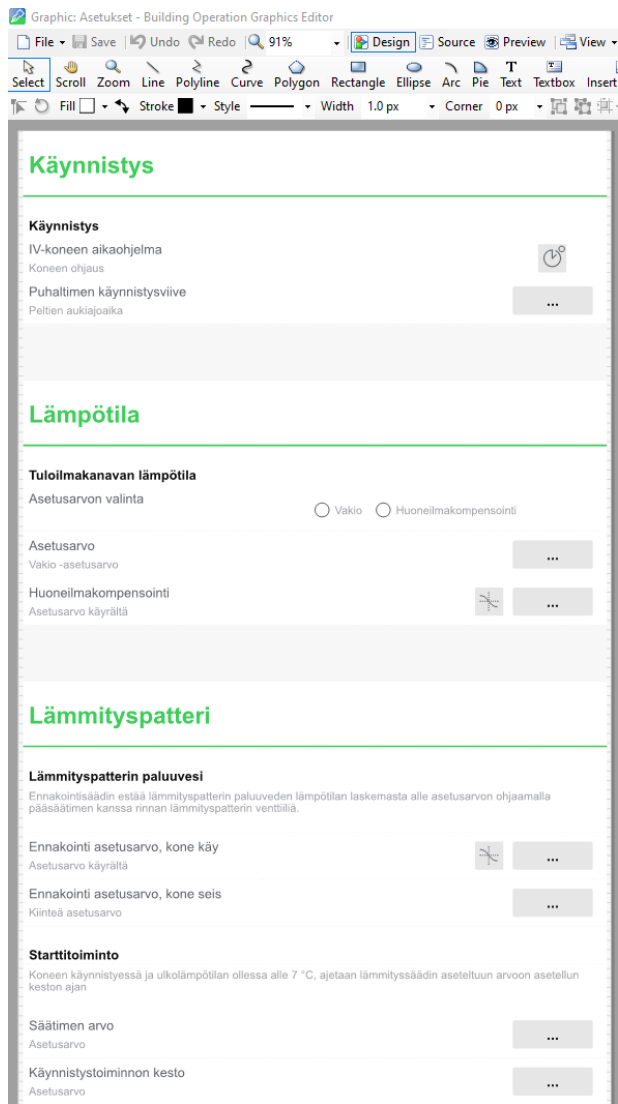 Graphic: Asetukset - Building Operation Graphics Editor
File Save Undo Redo 91% Design Source Preview View
Select Scroll Zoom Line Polyline Curve Polygon Rectangle Ellipse Arc Pie Text Textbox Insert
Fill Stroke Style Width 1.0 px Corner 0 px
Käynnistys
Käynnistys
IV-koneen aikaohjelma
Koneen ohjaus
Puhaltimen käynnistysviive
...
Peltien aukiajoaika
Lämpötila
Tuloilmakanavan lämpötila
Asetusarvon valinta
Vakio Huoneilmakompensointi
Asetusarvo
...
Vakio -asetusarvo
Huoneilmakompensointi
...
Asetusarvo käyrältä
Lämmityspatteri
Lämmityspatterin paluuvesi
Ennakointisäädin estää lämmityspatterin paluuveden lämpötilan laskemasta alle asetusarvon ohjaamalla
pääsäätimen kanssa rinnan lämmityspatterin venttiiliä.
Ennakointi asetusarvo, kone käy
...
Asetusarvo käyrältä
Ennakointi asetusarvo, kone seis
...
Kiinteä asetusarvo
Starttitoiminto
Koneen käynnistyessä ja ulkolämpötilan ollessa alle 7 °C, ajetaan lämmityssäädin aseteltuun arvoon asetellun
keston ajan
Säätimen arvo
...
Asetusarvo
Käynnistystoiminnon kesto
...
Asetusarvo